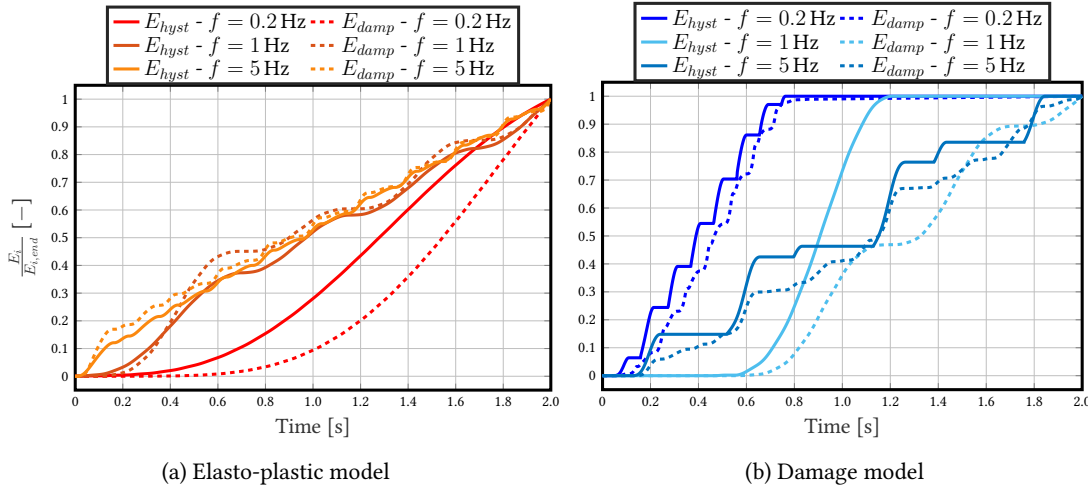 E_hyst - f = 0.2 Hz E_damp - f = 0.2 Hz
E_hyst - f = 1 Hz E_damp - f = 1 Hz
E_hyst - f = 5 Hz E_damp - f = 5 Hz
1
0.9
0.8
0.7
0.6
0.5
0.4
0.3
0.2
0.1
0
E_i / E_i,end [−]
0 0.2 0.4 0.6 0.8 1.0 1.2 1.4 1.6 1.8 2.0
Time [s]
(a) Elasto-plastic model
E_hyst - f = 0.2 Hz E_damp - f = 0.2 Hz
E_hyst - f = 1 Hz E_damp - f = 1 Hz
E_hyst - f = 5 Hz E_damp - f = 5 Hz
1
0.9
0.8
0.7
0.6
0.5
0.4
0.3
0.2
0.1
0
0 0.2 0.4 0.6 0.8 1.0 1.2 1.4 1.6 1.8 2.0
Time [s]
(b) Damage model